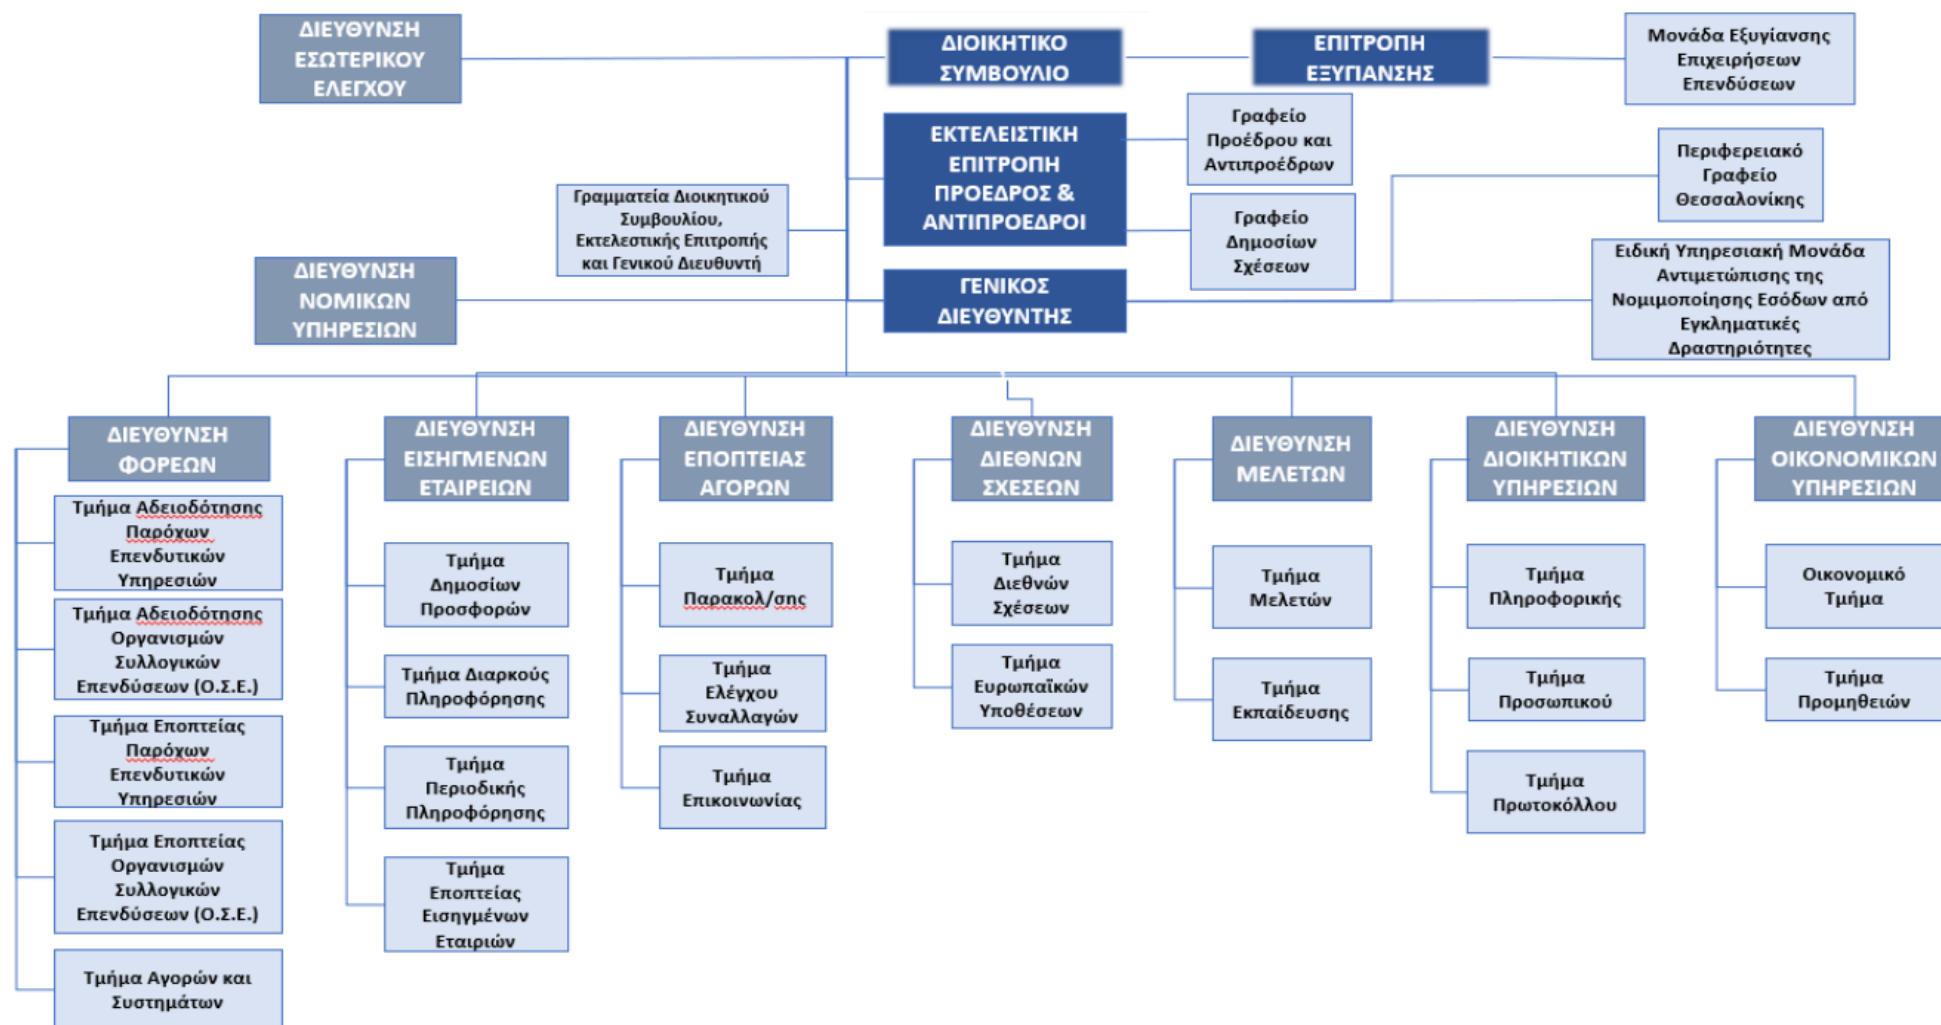 ΔΙΕΥΘΥΝΣΗ
ΕΣΩΤΕΡΙΚΟΥ
ΕΛΕΓΧΟΥ
ΔΙΟΙΚΗΤΙΚΟ
ΣΥΜΒΟΥΛΙΟ
ΕΠΙΤΡΟΠΗ
ΕΞΥΓΙΑΝΣΗΣ
Μονάδα Εξυγίανσης
Επιχειρήσεων
Επενδύσεων
ΕΚΤΕΛΕΙΣΤΙΚΗ
ΕΠΙΤΡΟΠΗ
ΠΡΟΕΔΡΟΣ &
ΑΝΤΙΠΡΟΕΔΡΟΙ
Γραφείο
Προέδρου και
Αντιπροέδρων
Περιφερειακό
Γραφείο
Θεσσαλονίκης
Γραμματεία Διοικητικού
Συμβουλίου,
Εκτελεστικής Επιτροπής
και Γενικού Διευθυντή
Γραφείο
Δημοσίων
Σχέσεων
ΔΙΕΥΘΥΝΣΗ
ΝΟΜΙΚΩΝ
ΥΠΗΡΕΣΙΩΝ
ΓΕΝΙΚΟΣ
ΔΙΕΥΘΥΝΤΗΣ
Ειδική Υπηρεσιακή Μονάδα
Αντιμετώπισης της
Νομιμοποίησης Εσόδων από
Εγκληματικές
Δραστηριότητες
ΔΙΕΥΘΥΝΣΗ
ΦΟΡΕΩΝ
Τμήμα Αδειοδότησης
Παρόχων
Επενδυτικών
Υπηρεσιών
Τμήμα Αδειοδότησης
Οργανισμών
Συλλογικών
Επενδύσεων (Ο.Σ.Ε.)
Τμήμα Εποπτείας
Παρόχων
Επενδυτικών
Υπηρεσιών
Τμήμα Εποπτείας
Οργανισμών
Συλλογικών
Επενδύσεων (Ο.Σ.Ε.)
Τμήμα Αγορών και
Συστημάτων
ΔΙΕΥΘΥΝΣΗ
ΕΙΣΗΓΜΕΝΩΝ
ΕΤΑΙΡΕΙΩΝ
Τμήμα
Δημοσίων
Προσφορών
Τμήμα Διαρκούς
Πληροφόρησης
Τμήμα
Περιοδικής
Πληροφόρησης
Τμήμα
Εποπτείας
Εισηγμένων
Εταιριών
ΔΙΕΥΘΥΝΣΗ
ΕΠΟΠΤΕΙΑΣ
ΑΓΟΡΩΝ
Τμήμα
Παρακολ/σης
Τμήμα
Ελέγχου
Συναλλαγών
Τμήμα
Επικοινωνίας
ΔΙΕΥΘΥΝΣΗ
ΔΙΕΘΝΩΝ
ΣΧΕΣΕΩΝ
Τμήμα
Διεθνών
Σχέσεων
Τμήμα
Ευρωπαϊκών
Υποθέσεων
ΔΙΕΥΘΥΝΣΗ
ΜΕΛΕΤΩΝ
Τμήμα
Μελετών
Τμήμα
Εκπαίδευσης
ΔΙΕΥΘΥΝΣΗ
ΔΙΟΙΚΗΤΙΚΩΝ
ΥΠΗΡΕΣΙΩΝ
Τμήμα
Πληροφορικής
Τμήμα
Προσωπικού
Τμήμα
Πρωτοκόλλου
ΔΙΕΥΘΥΝΣΗ
ΟΙΚΟΝΟΜΙΚΩΝ
ΥΠΗΡΕΣΙΩΝ
Οικονομικό
Τμήμα
Τμήμα
Προμηθειών